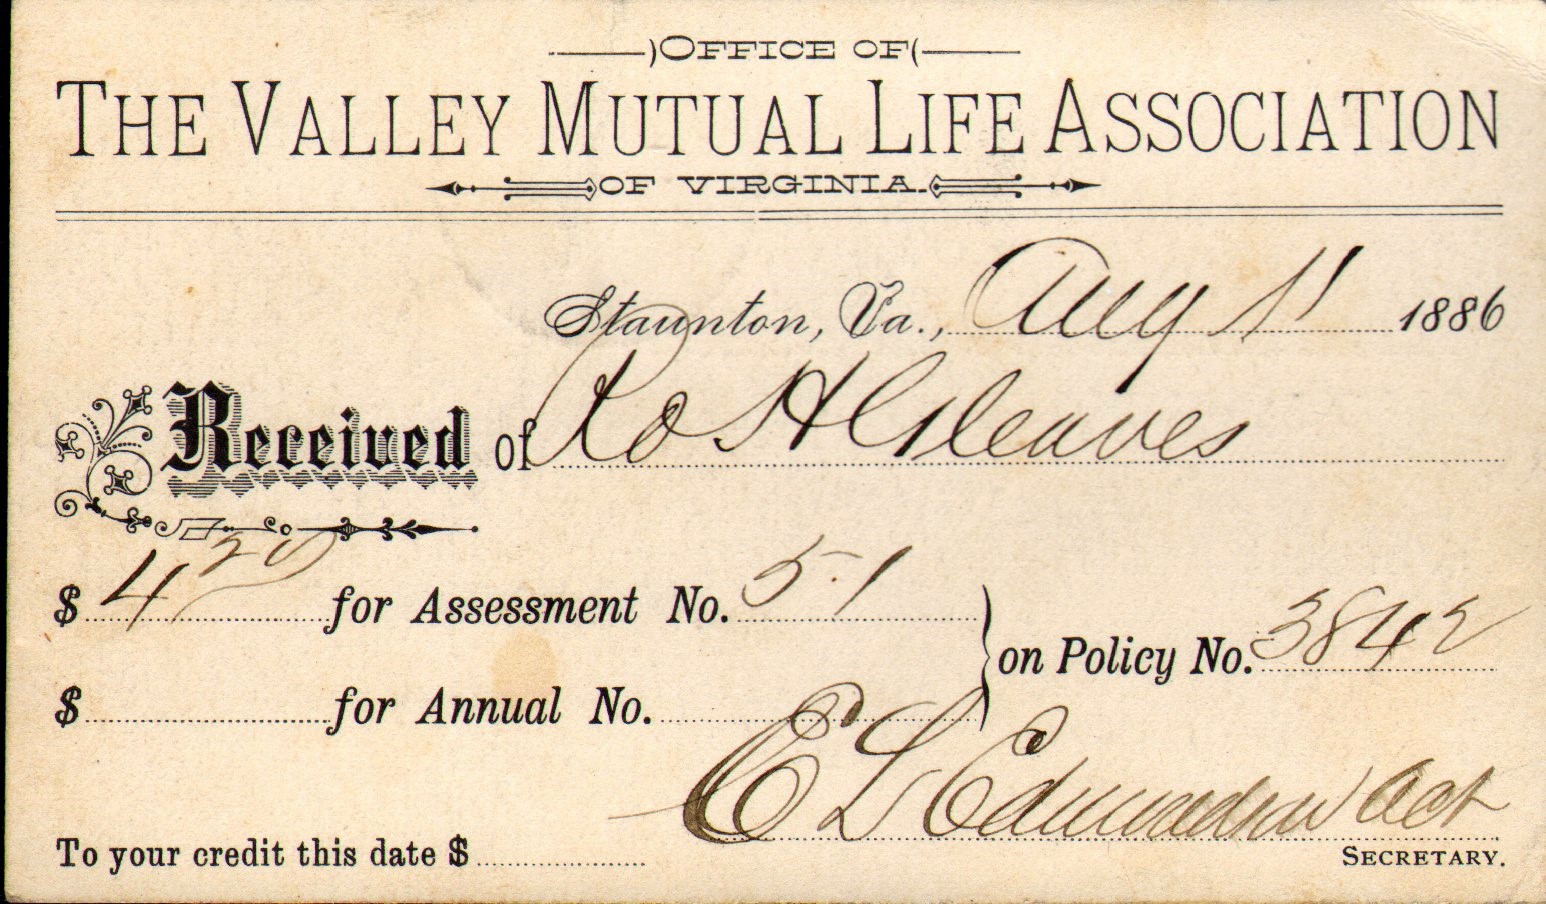 OFFICE OF
THE VALLEY MUTUAL LIFE ASSOCIATION
OF VIRGINIA.
Staunton, Va., Aug 11 1886
Received of Ro H Gleaves
$ 4 20 for Assessment No. 51
on Policy No. 3842
$ for Annual No.
E L Edmondson Act
To your credit this date $
SECRETARY.